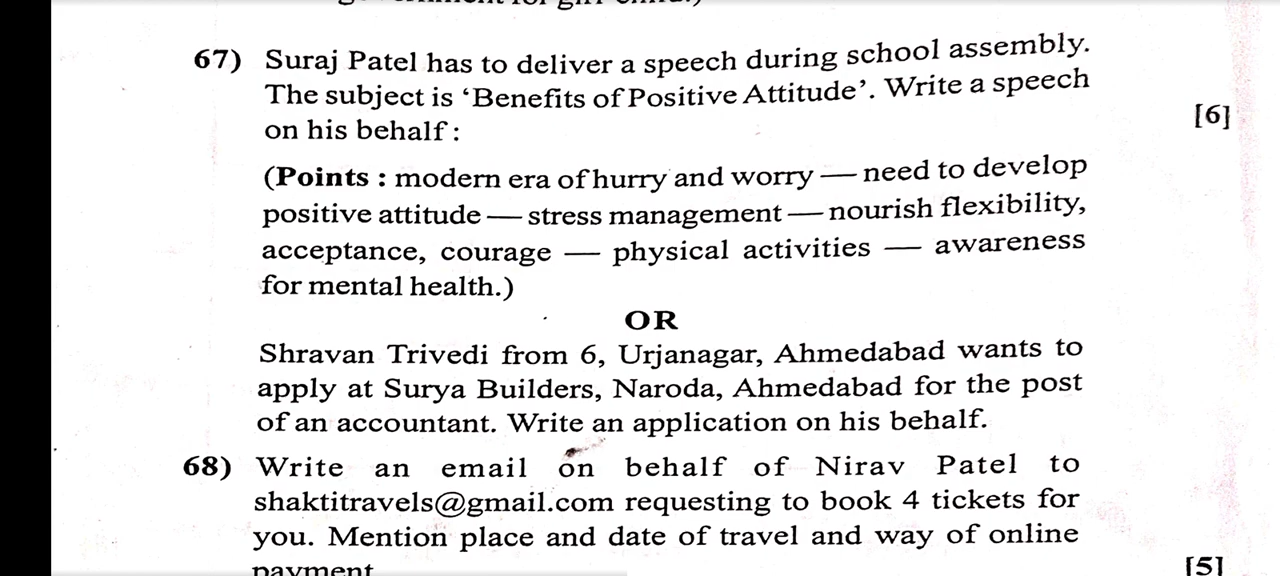 67) Suraj Patel has to deliver a speech during school assembly.
The subject is ‘Benefits of Positive Attitude’. Write a speech
on his behalf : [6]
(Points : modern era of hurry and worry — need to develop
positive attitude — stress management — nourish flexibility,
acceptance, courage — physical activities — awareness
for mental health.)
OR
Shravan Trivedi from 6, Urjanagar, Ahmedabad wants to
apply at Surya Builders, Naroda, Ahmedabad for the post
of an accountant. Write an application on his behalf.
68) Write an email on behalf of Nirav Patel to
shaktitravels@gmail.com requesting to book 4 tickets for
you. Mention place and date of travel and way of online
payment [5]